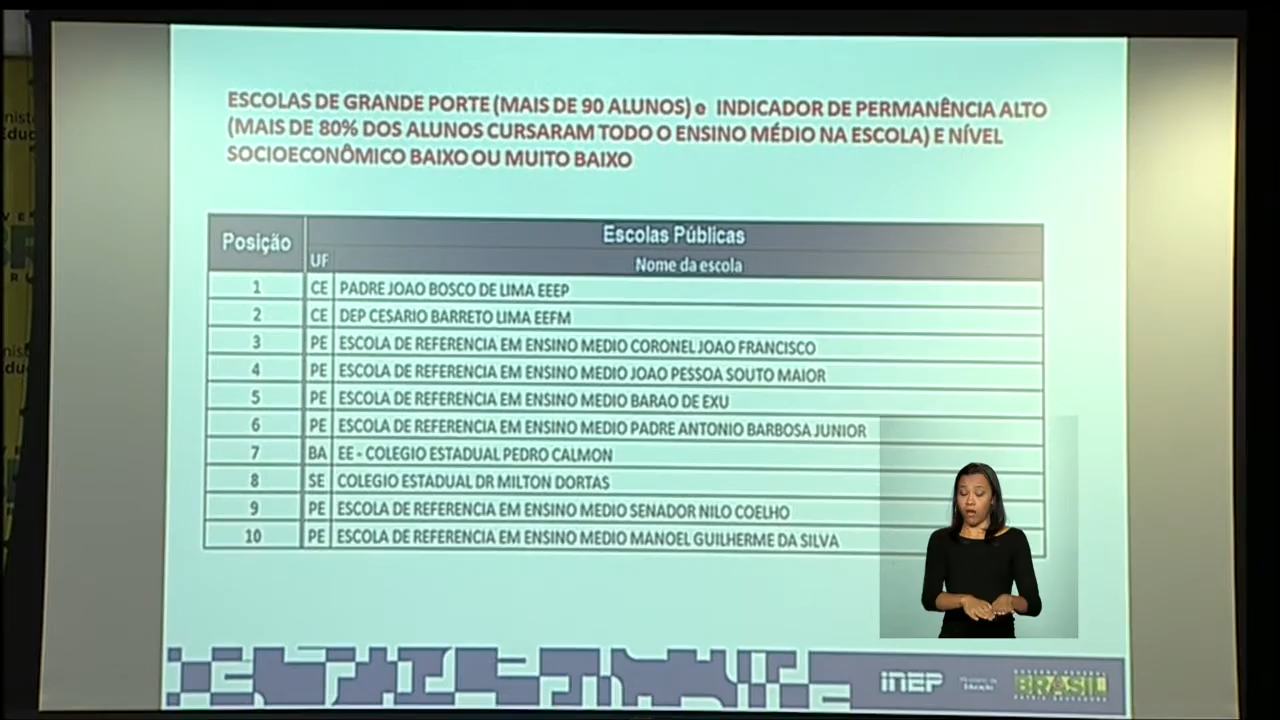 ESCOLAS DE GRANDE PORTE (MAIS DE 90 ALUNOS) e INDICADOR DE PERMANÊNCIA ALTO
(MAIS DE 80% DOS ALUNOS CURSARAM TODO O ENSINO MÉDIO NA ESCOLA) E NÍVEL
SOCIOECONÔMICO BAIXO OU MUITO BAIXO
Posição
Escolas Públicas
UF Nome da escola
1 CE PADRE JOAO BOSCO DE LIMA EEEP
2 CE DEP CESARIO BARRETO LIMA EEFM
3 PE ESCOLA DE REFERENCIA EM ENSINO MEDIO CORONEL JOAO FRANCISCO
4 PE ESCOLA DE REFERENCIA EM ENSINO MEDIO JOAO PESSOA SOUTO MAIOR
5 PE ESCOLA DE REFERENCIA EM ENSINO MEDIO BARAO DE EXU
6 PE ESCOLA DE REFERENCIA EM ENSINO MEDIO PADRE ANTONIO BARBOSA JUNIOR
7 BA EE - COLEGIO ESTADUAL PEDRO CALMON
8 SE COLEGIO ESTADUAL DR MILTON DORTAS
9 PE ESCOLA DE REFERENCIA EM ENSINO MEDIO SENADOR NILO COELHO
10 PE ESCOLA DE REFERENCIA EM ENSINO MEDIO MANOEL GUILHERME DA SILVA
INEP
Ministério da
Educação
GOVERNO FEDERAL
BRASIL